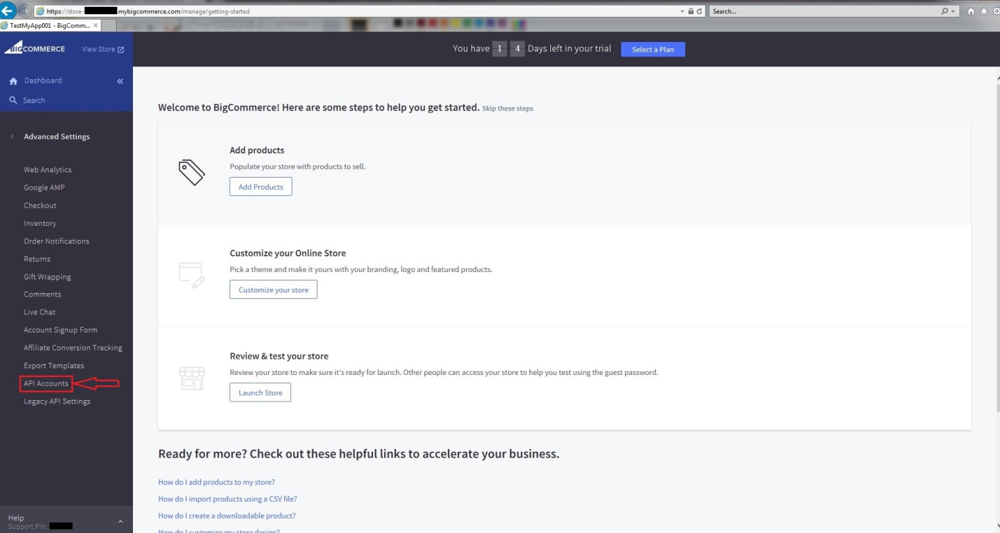 https://store- mybigcommerce.com/manage/getting-started
Search...
TestMyApp001 - BigComm...
BIGCOMMERCE
View Store
Dashboard
Search
Advanced Settings
Web Analytics
Google AMP
Checkout
Inventory
Order Notifications
Returns
Gift Wrapping
Comments
Live Chat
Account Signup Form
Affiliate Conversion Tracking
Export Templates
API Accounts
Legacy API Settings
Help
Support Pin:
You have 1 4 Days left in your trial
Select a Plan
Welcome to BigCommerce! Here are some steps to help you get started. Skip these steps
Add products
Populate your store with products to sell.
Add Products
Customize your Online Store
Pick a theme and make it yours with your branding, logo and featured products.
Customize your store
Review & test your store
Review your store to make sure it's ready for launch. Other people can access your store to help you test using the guest password.
Launch Store
Ready for more? Check out these helpful links to accelerate your business.
How do I add products to my store?
How do I import products using a CSV file?
How do I create a downloadable product?
How do I customize my store design?